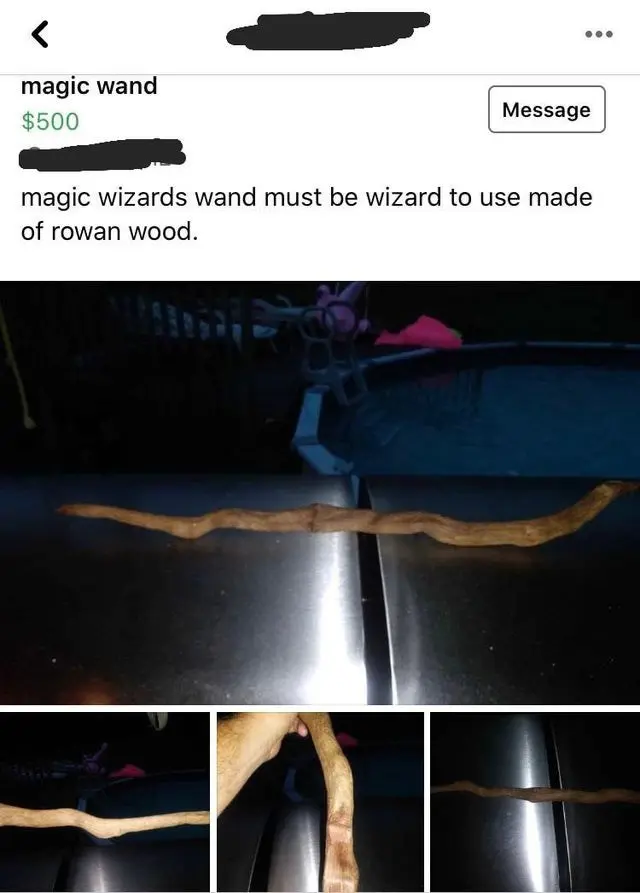 magic wand
$500
Message
magic wizards wand must be wizard to use made
of rowan wood.